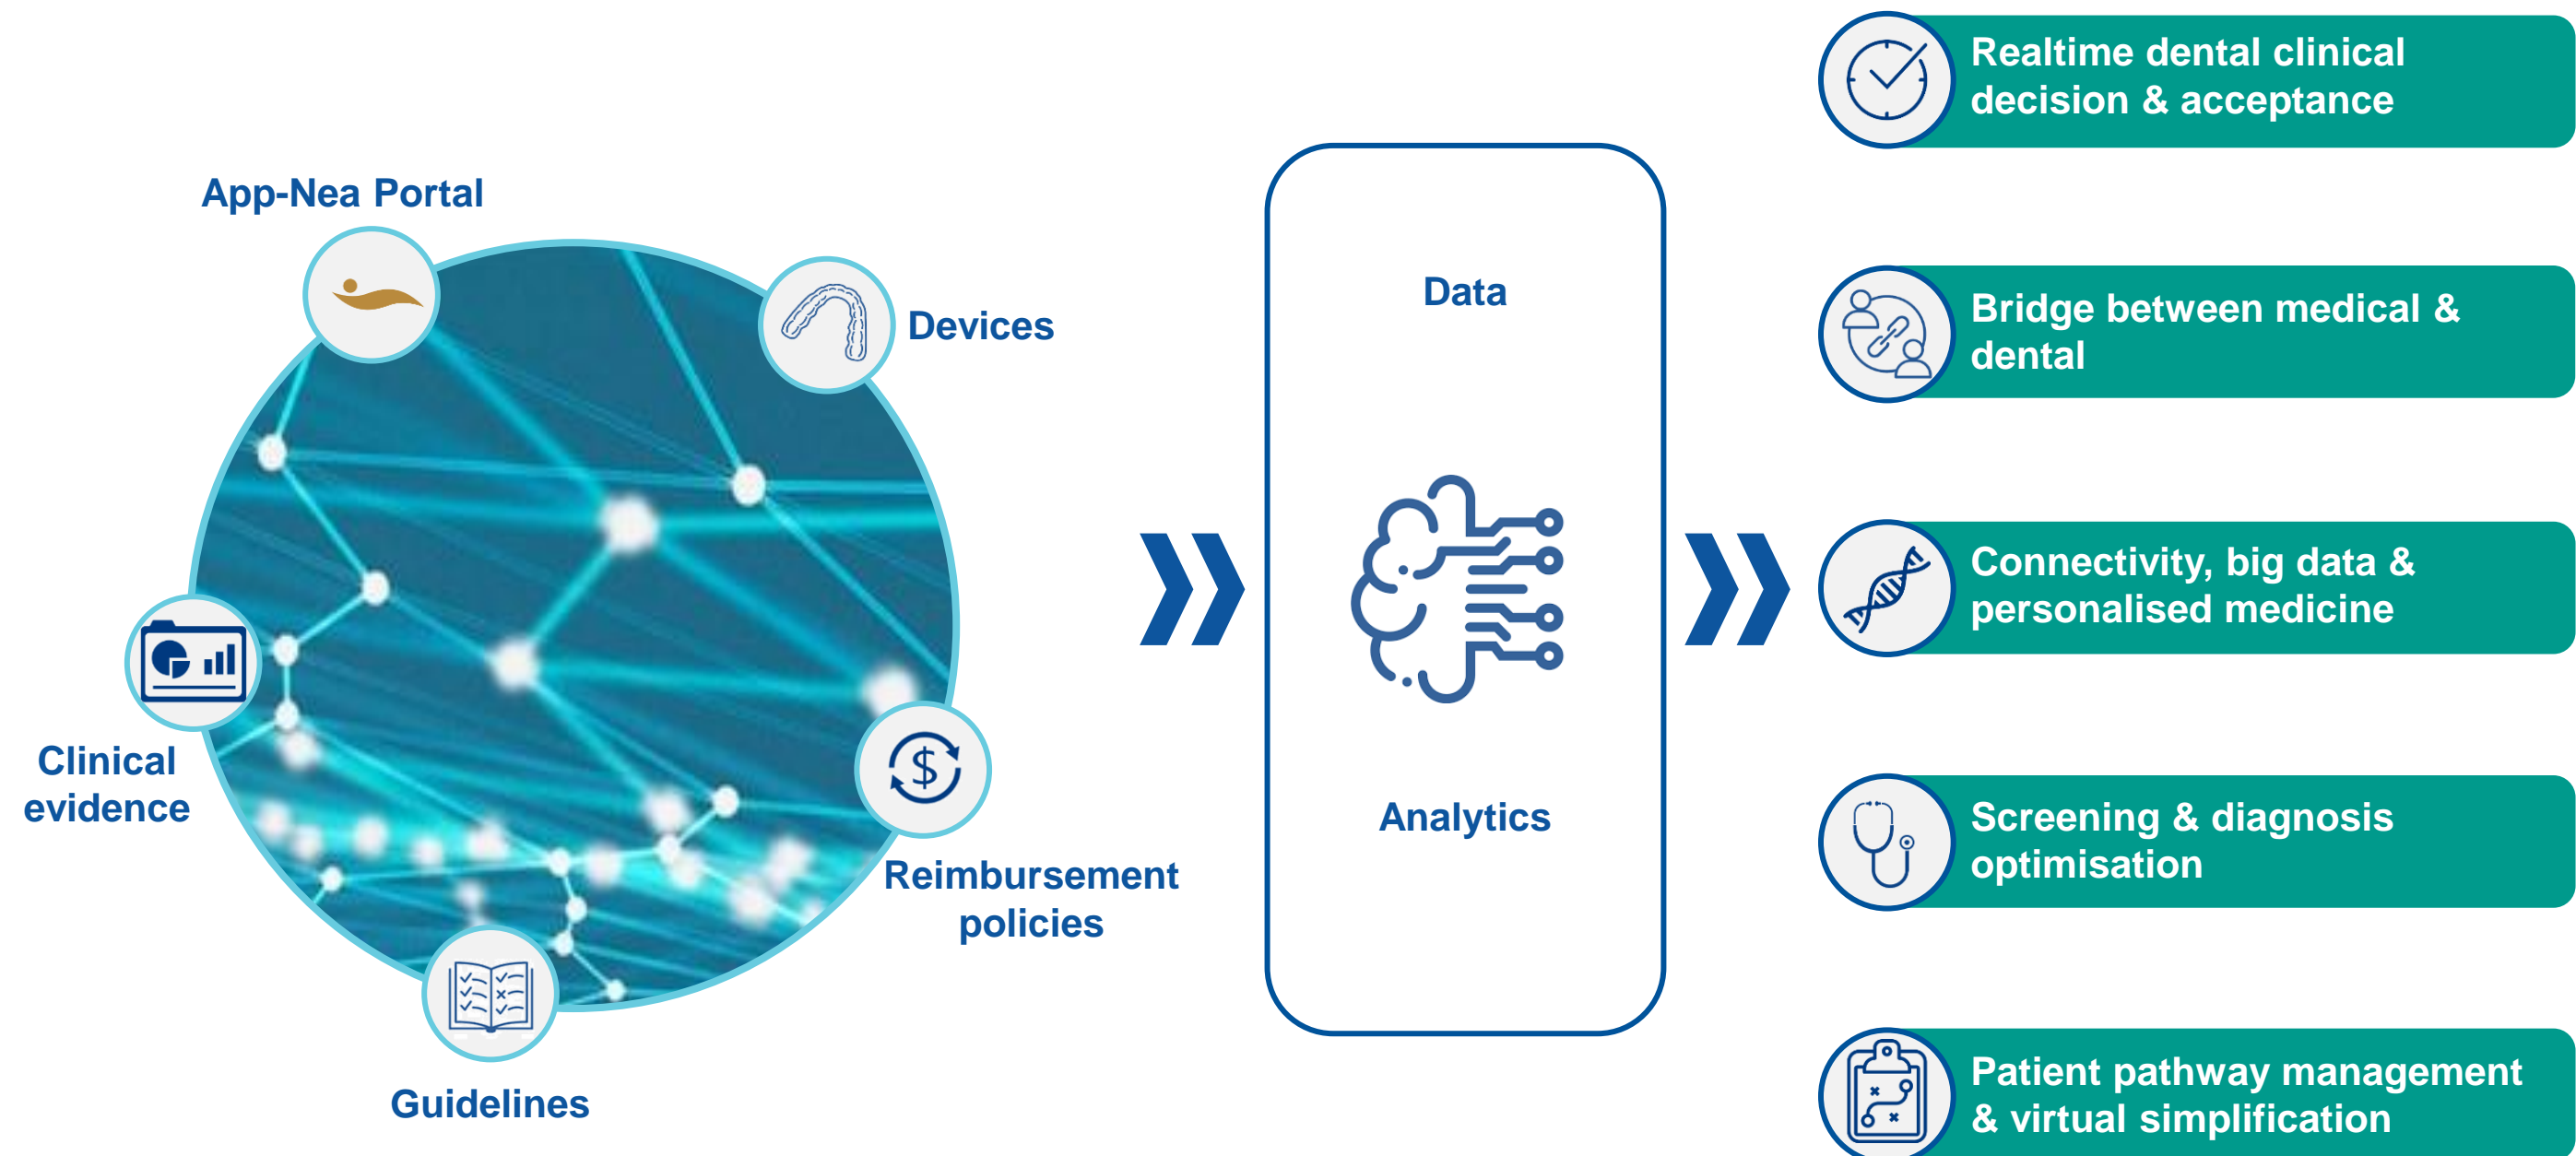 App-Nea Portal
Devices
Clinical
evidence
Reimbursement
policies
Guidelines
Data
Analytics
Realtime dental clinical
decision & acceptance
Bridge between medical &
dental
Connectivity, big data &
personalised medicine
Screening & diagnosis
optimisation
Patient pathway management
& virtual simplification